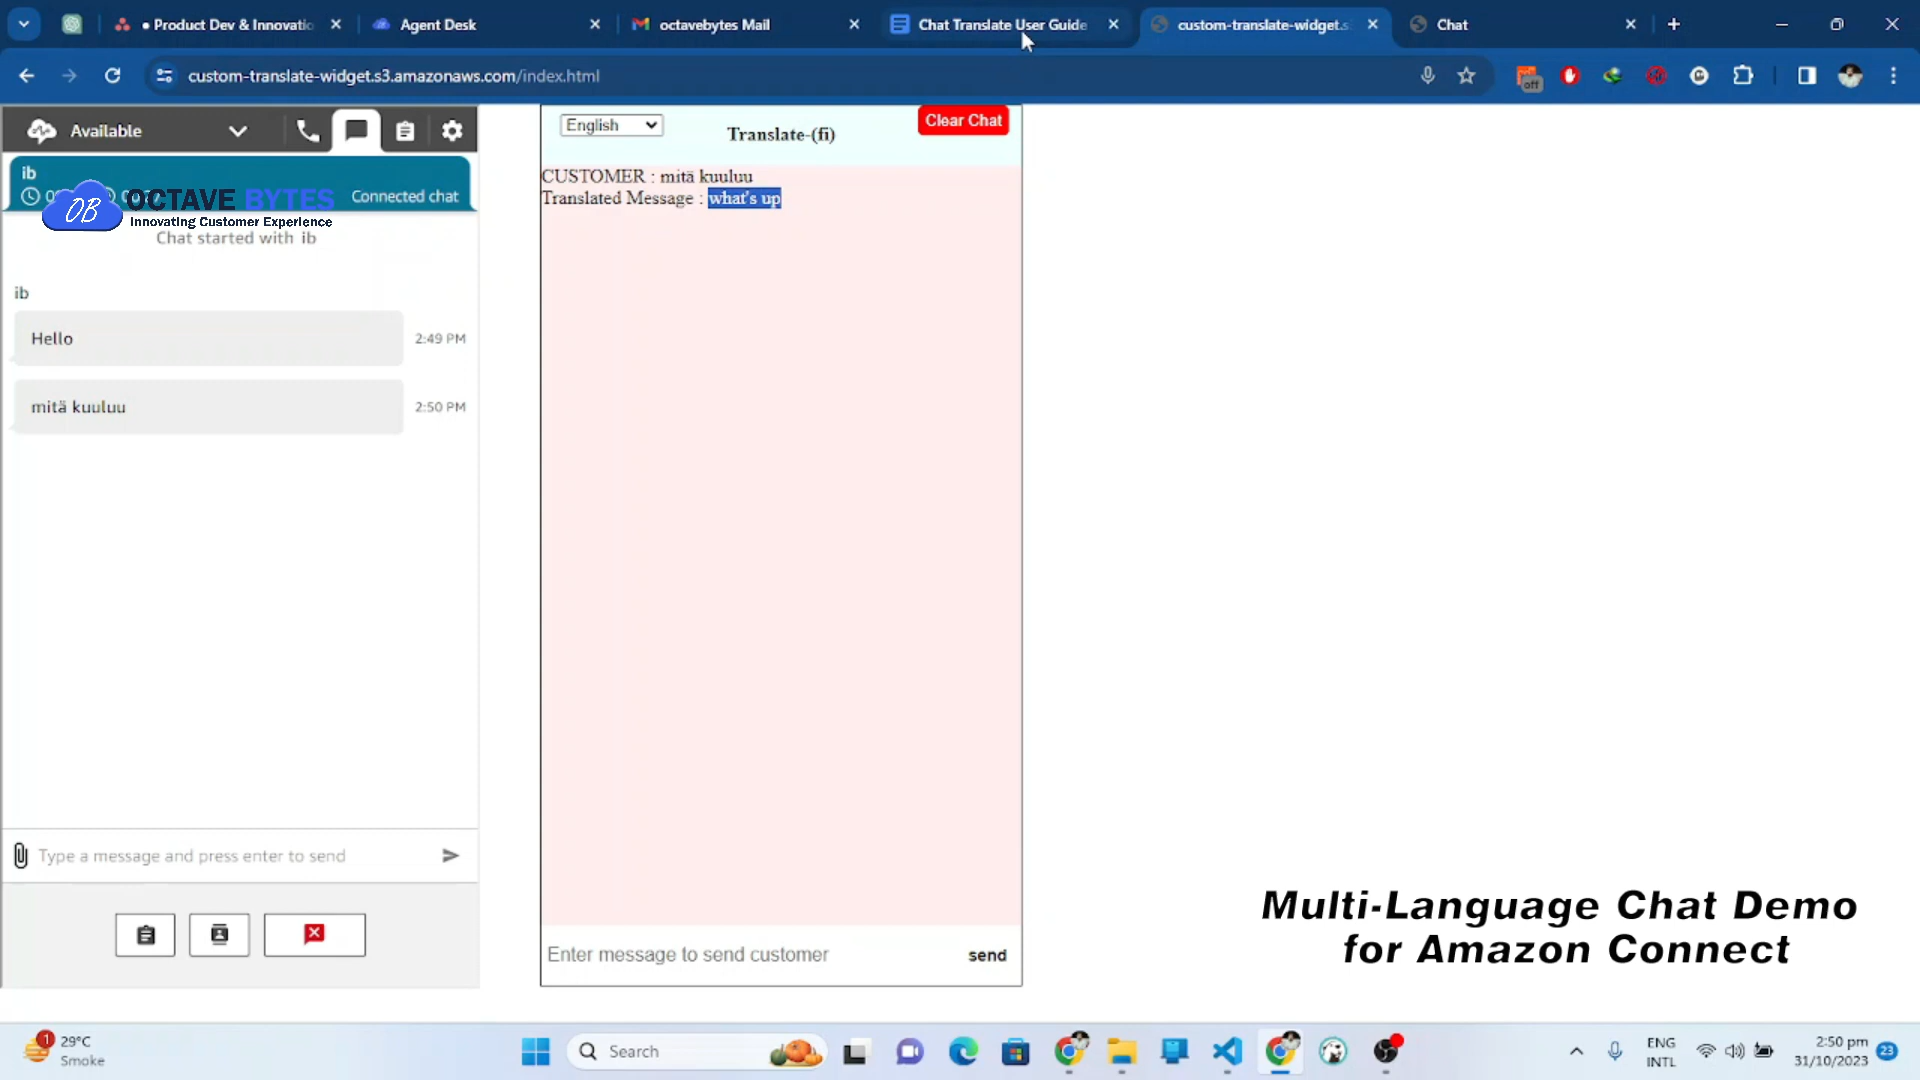 Product Dev & Innovatio
Agent Desk
octavebytes Mail
Chat Translate User Guide
custom-translate-widget.s
Chat
custom-translate-widget.s3.amazonaws.com/index.html
off
Available
ib
Connected chat
OB
OCTAVE BYTES
Innovating Customer Experience
Chat started with ib
ib
Hello
2:49 PM
mitä kuuluu
2:50 PM
Type a message and press enter to send
English
Translate-(fi)
Clear Chat
CUSTOMER : mitä kuuluu
Translated Message : what's up
Enter message to send customer
send
Multi-Language Chat Demo
for Amazon Connect
1
29°C
Smoke
Search
ENG
INTL
2:50 pm
31/10/2023
23